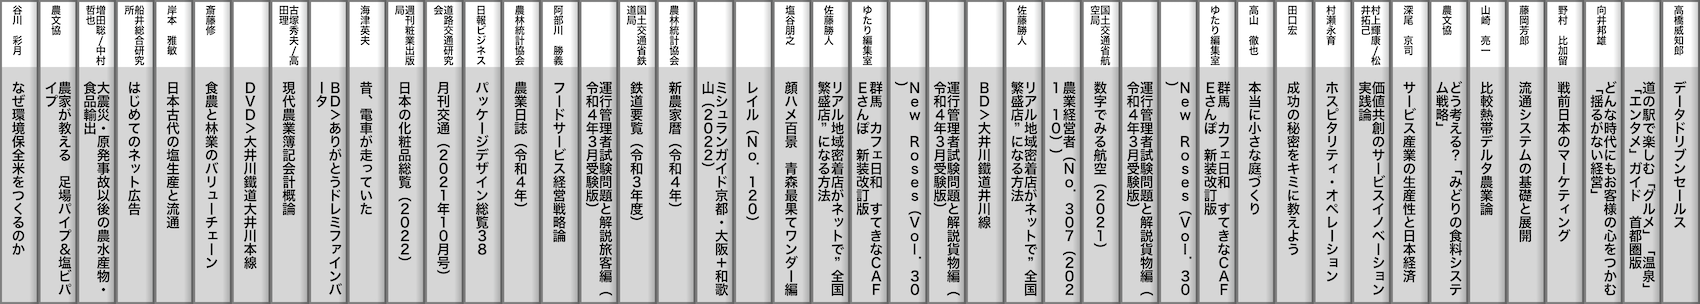 高橋威知郎
データドリブンセールス
道の駅で楽しむ「グルメ」「温泉」
「エンタメ」ガイド　首都圏版
向井邦雄
どんな時代にもお客様の心をつかむ
「揺るがない経営」
野村　比加留
戦前日本のマーケティング
藤岡芳郎
流通システムの基礎と展開
山崎　亮一
比較熱帯デルタ農業論
農文協
どう考える？「みどりの食料システ
ム戦略」
深尾　京司
サービス産業の生産性と日本経済
村上輝康／松
井拓己
価値共創のサービスイノベーション
実践論
村瀬永育
ホスピタリティ・オペレーション
田口宏
成功の秘密をキミに教えよう
高山　徹也
本当に小さな庭づくり
ゆたり編集室
群馬　カフェ日和　すてきなＣＡＦ
Ｅさんぽ　新装改訂版
Ｎｅｗ　Ｒｏｓｅｓ（Ｖｏｌ．３０
）
運行管理者試験問題と解説貨物編（
令和４年３月受験版）
国土交通省航
空局
数字でみる航空（２０２１）
農業経営者（Ｎｏ．３０７（２０２
１　１０））
佐藤勝人
リアル地域密着店がネットで”全国
繁盛店”になる方法
ＢＤ＞大井川鐵道井川線
運行管理者試験問題と解説貨物編（
令和４年３月受験版）
Ｎｅｗ　Ｒｏｓｅｓ（Ｖｏｌ．３０
）
ゆたり編集室
群馬　カフェ日和　すてきなＣＡＦ
Ｅさんぽ　新装改訂版
佐藤勝人
リアル地域密着店がネットで”全国
繁盛店”になる方法
塩谷朋之
顔ハメ百景　青森最果てワンダー編
レイル（Ｎｏ．１２０）
ミシュランガイド京都・大阪＋和歌
山（２０２２）
農林統計協会
新農家暦（令和４年）
国土交通省鉄
道局
鉄道要覧（令和３年度）
運行管理者試験問題と解説旅客編（
令和４年３月受験版）
阿部川　勝義
フードサービス経営戦略論
農林統計協会
農業日誌（令和４年）
日報ビジネス
パッケージデザイン総覧３８
道路交通研究
会
月刊交通（２０２１年１０月号）
週刊粧業出版
局
日本の化粧品総覧（２０２２）
海津英夫
昔、電車が走っていた
ＢＤ＞ありがとうドレミファインバ
ータ
古塚秀夫／高
田理
現代農業簿記会計概論
ＤＶＤ＞大井川鐵道大井川本線
斎藤修
食農と林業のバリューチェーン
岸本　雅敏
日本古代の塩生産と流通
船井総合研究
所
はじめてのネット広告
増田聡／中村
哲也
大震災・原発事故以後の農水産物・
食品輸出
農文協
農家が教える　足場パイプ＆塩ビパ
イプ
谷川　彩月
なぜ環境保全米をつくるのか